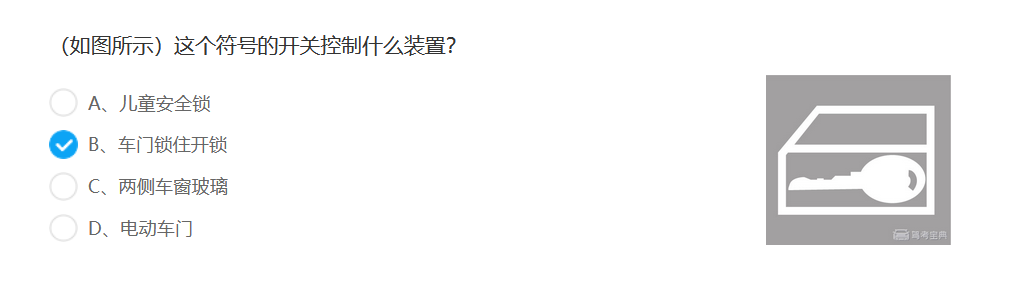 （如图所示）这个符号的开关控制什么装置？
A、儿童安全锁
B、车门锁住开锁
C、两侧车窗玻璃
D、电动车门
驾考宝典